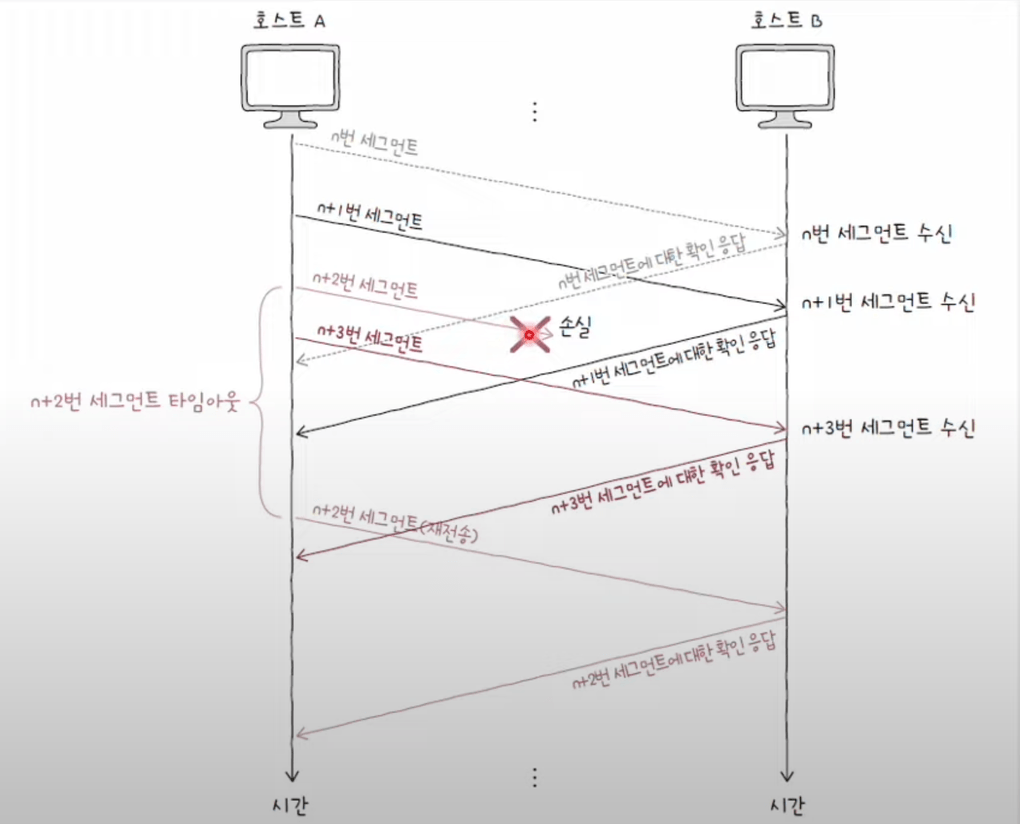 호스트 A
호스트 B
n번 세그먼트
n+1번 세그먼트
n번 세그먼트 수신
n번 세그먼트에 대한 확인 응답
n+2번 세그먼트
n+1번 세그먼트 수신
손실
n+3번 세그먼트
n+1번 세그먼트에 대한 확인 응답
n+2번 세그먼트 타임아웃
n+3번 세그먼트 수신
n+3번 세그먼트에 대한 확인 응답
n+2번 세그먼트(재전송)
n+2번 세그먼트에 대한 확인 응답
시간
시간